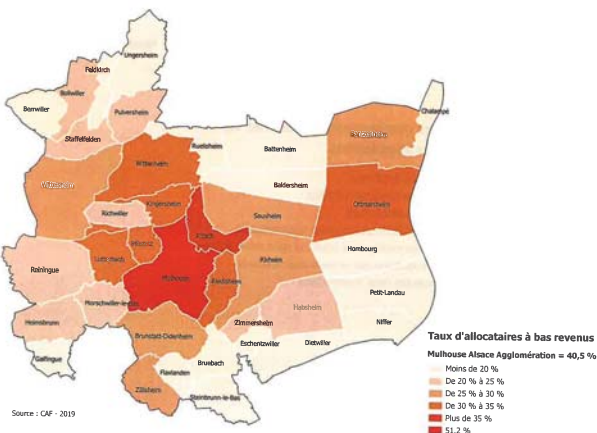 Ungersheim
Feldkirch
Bollwiller
Berrwiller
Pulversheim
Staffelfelden
Ruelisheim
Battenheim
Chalampé
Wittenheim
Baldersheim
Ottmarsheim
Kingersheim
Richwiller
Sausheim
Illzach
Hombourg
Lutterbach
Reiningue
Mulhouse
Riedisheim
Rixheim
Petit-Landau
Morschwiller-le-Bas
Habsheim
Heimsbrunn
Zimmersheim
Niffer
Brunstatt-Didenheim
Eschentzwiller
Dietwiller
Galfingue
Bruebach
Flaxlanden
Zillisheim
Steinbrunn-le-Bas
Taux d'allocataires à bas revenus
Mulhouse Alsace Agglomération = 40,5 %
Moins de 20 %
De 20 % à 25 %
De 25 % à 30 %
De 30 % à 35 %
Plus de 35 %
51.2 %
Source : CAF - 2019